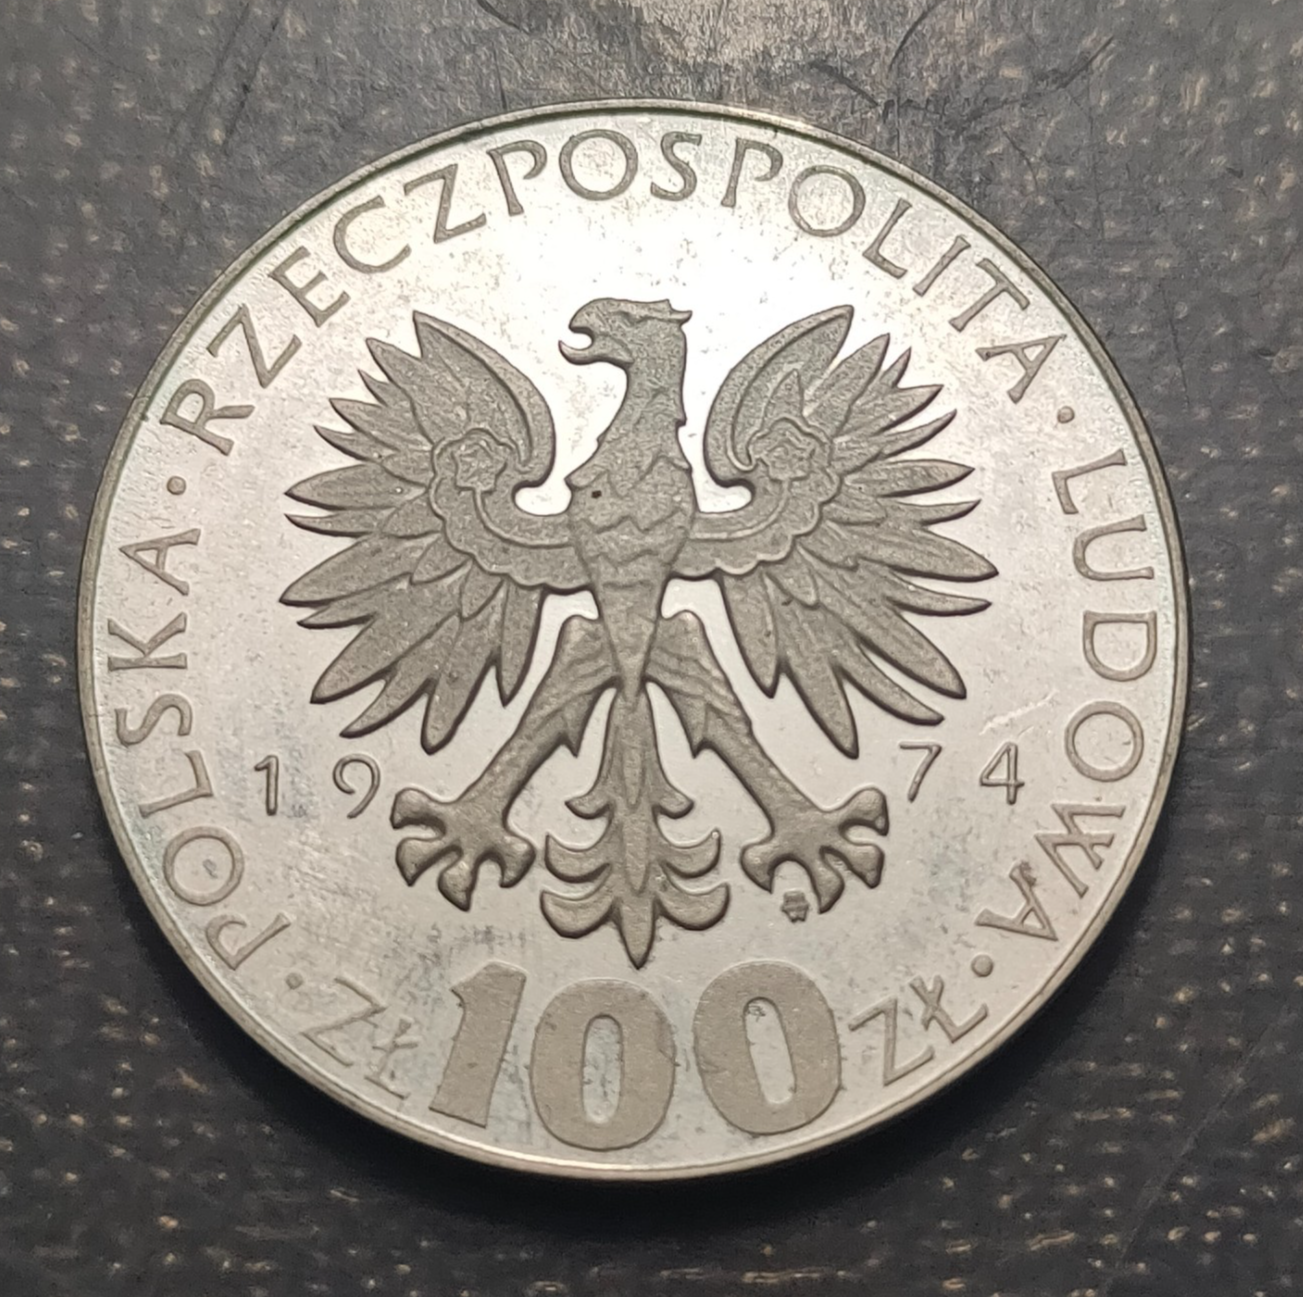 POLSKA · RZECZPOSPOLITA · LUDOWA ·
19 74
· ZŁ 100 ZŁ ·